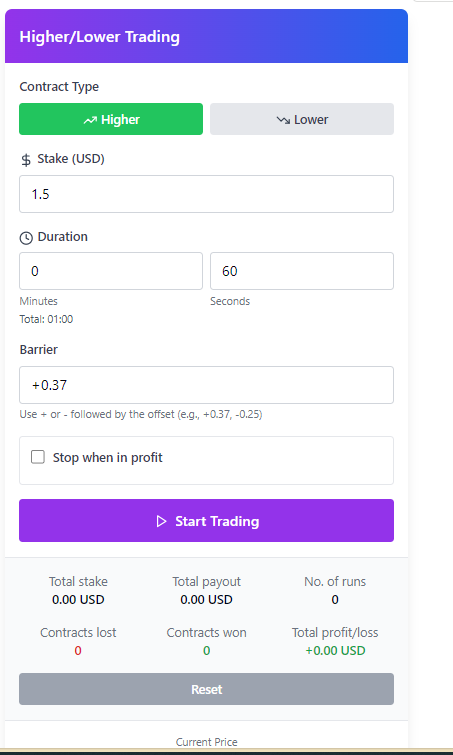 Higher/Lower Trading
Contract Type
Higher Lower
$ Stake (USD)
1.5
Duration
0 60
Minutes Seconds
Total: 01:00
Barrier
+0.37
Use + or - followed by the offset (e.g., +0.37, -0.25)
Stop when in profit
Start Trading
Total stake Total payout No. of runs
0.00 USD 0.00 USD 0
Contracts lost Contracts won Total profit/loss
0 0 +0.00 USD
Reset
Current Price